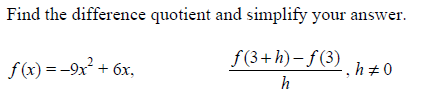 Find the difference quotient and simplify your answer.
f(x) = –9x² + 6x, f(3+h) – f(3) / h , h ≠ 0